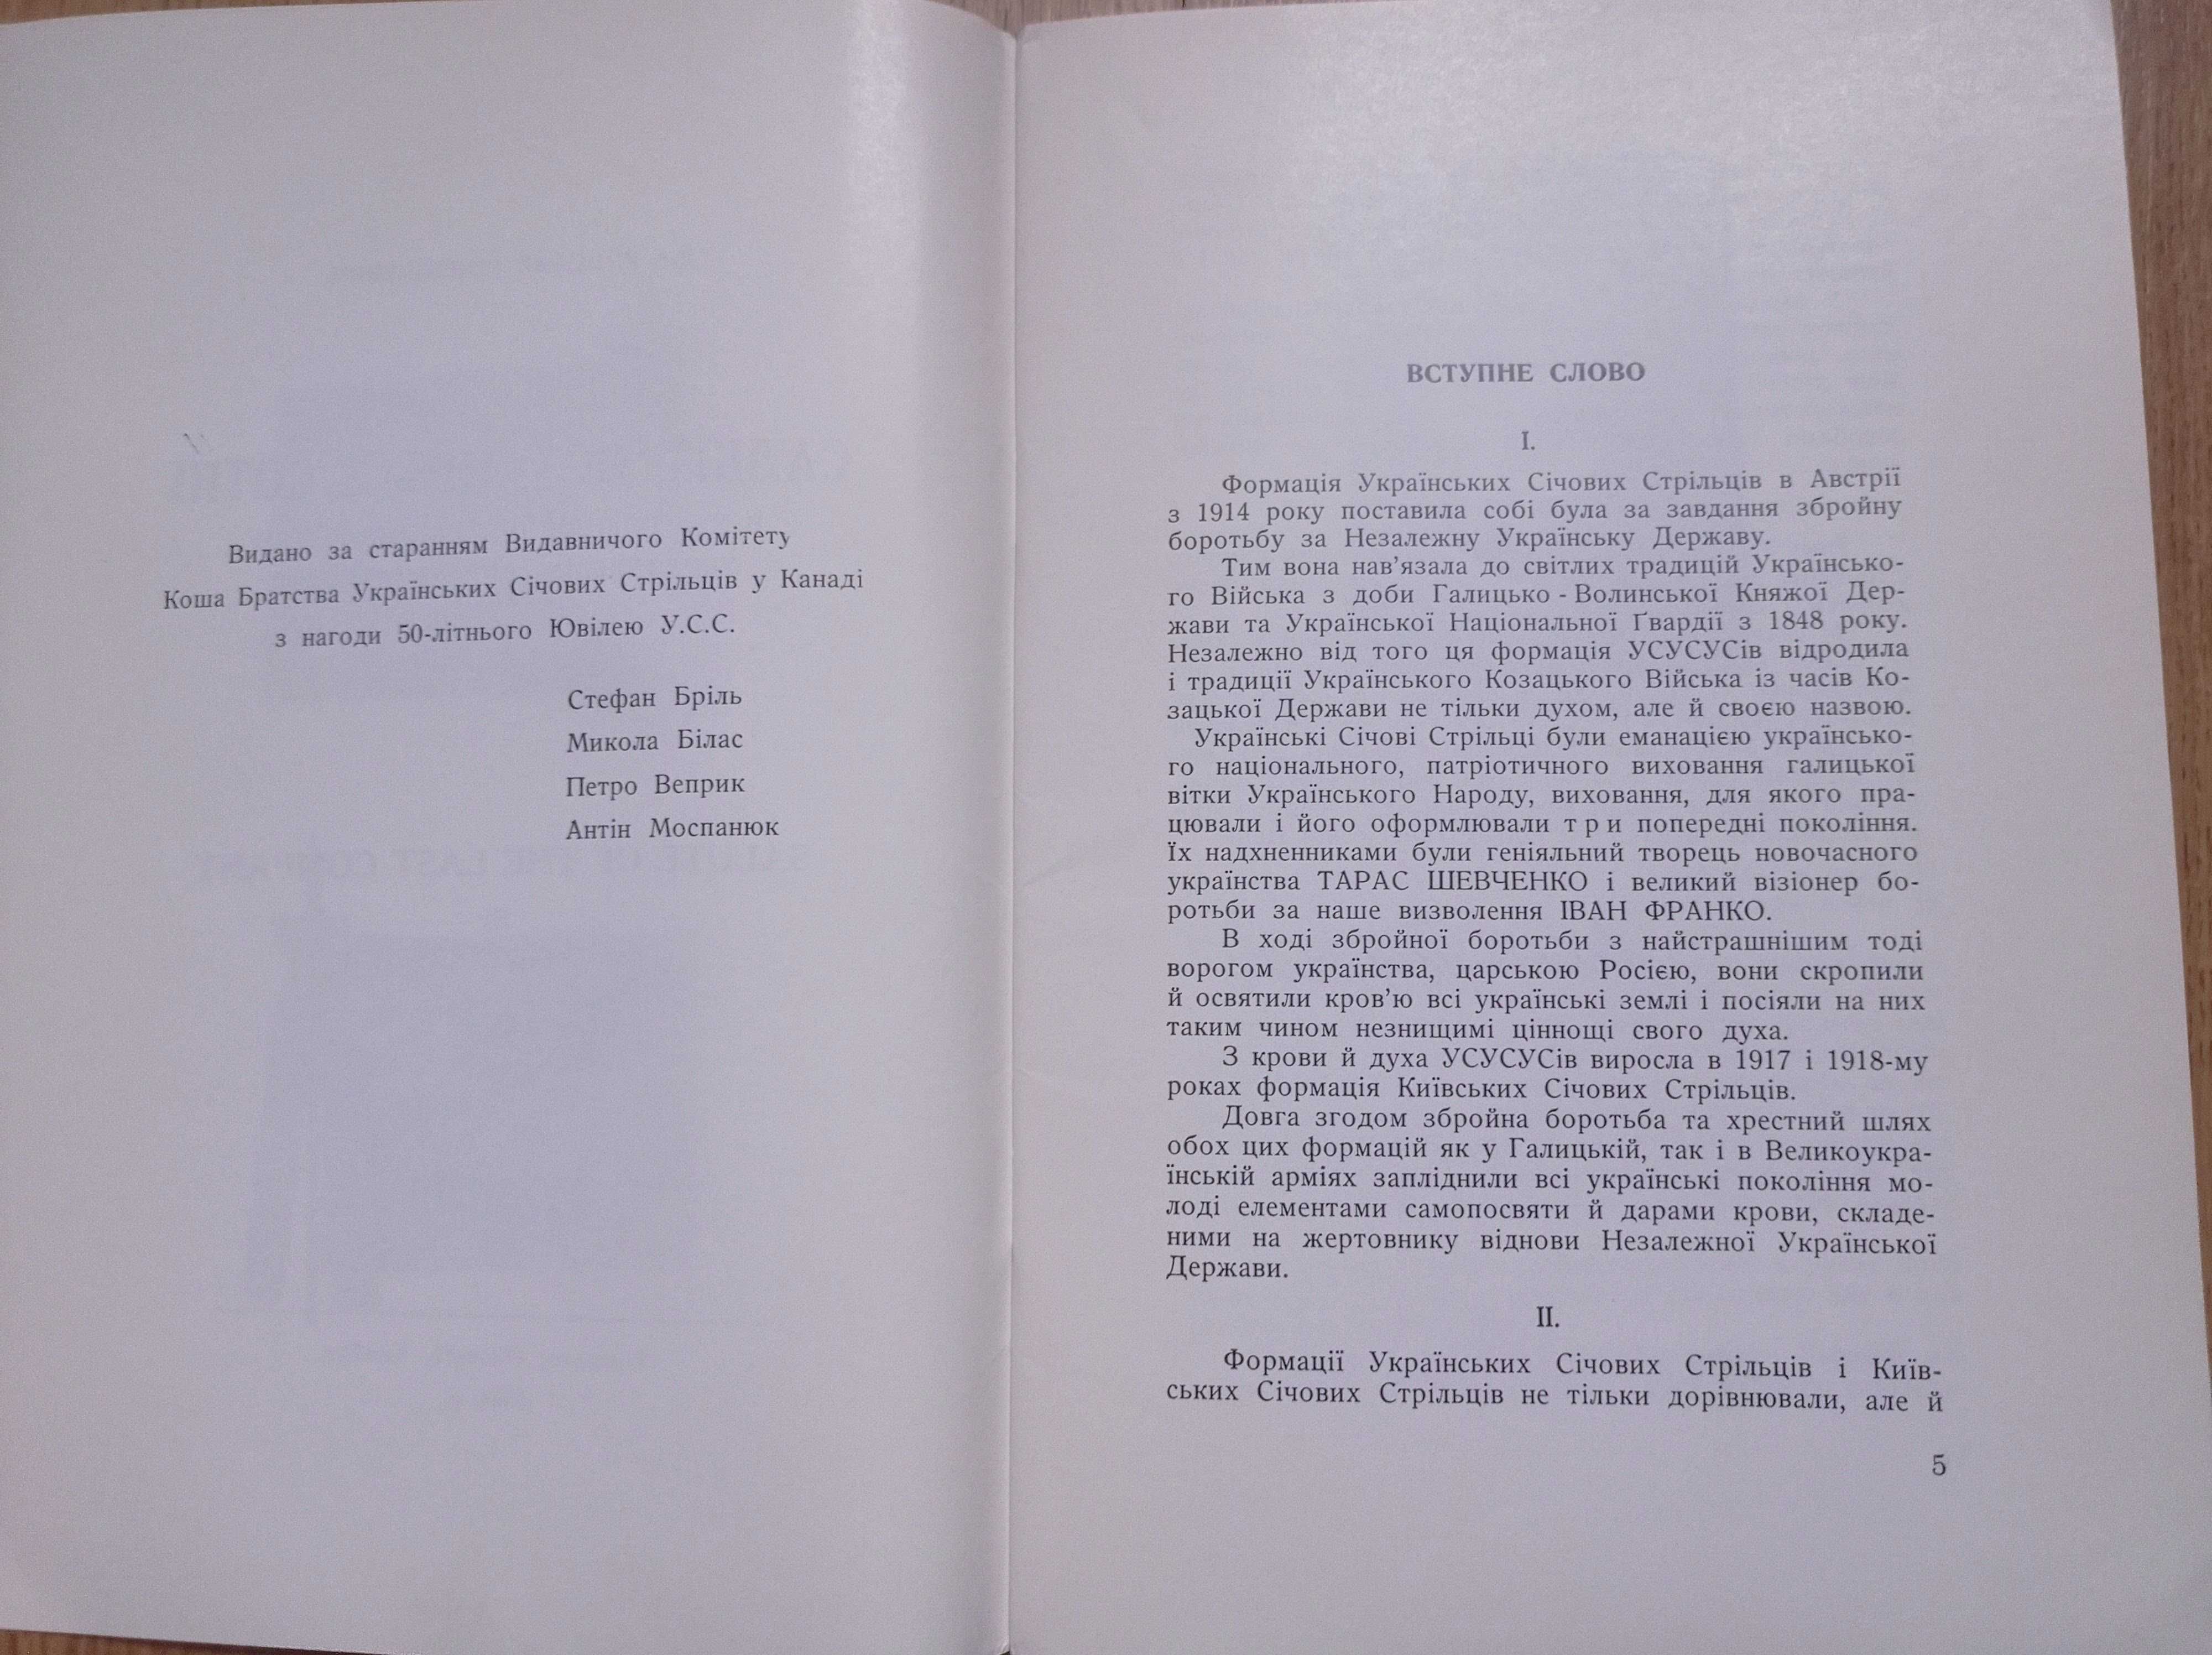 Видано за старанням Видавничого Комітету
Коша Братства Українських Січових Стрільців у Канаді
з нагоди 50-літнього Ювілею У.С.С.
Стефан Бріль
Микола Білас
Петро Веприк
Антін Моспанюк
ВСТУПНЕ СЛОВО
I.
Формація Українських Січових Стрільців в Австрії
з 1914 року поставила собі була за завдання збройну
боротьбу за Незалежну Українську Державу.
Тим вона нав’язала до світлих традицій Українсько-
го Війська з доби Галицько - Волинської Княжої Дер-
жави та Української Національної Ґвардії з 1848 року.
Незалежно від того ця формація УСУСУСів відродила
і традиції Українського Козацького Війська із часів Ко-
зацької Держави не тільки духом, але й своєю назвою.
Українські Січові Стрільці були еманацією українсько-
го національного, патріотичного виховання галицької
вітки Українського Народу, виховання, для якого пра-
цювали і його оформлювали т р и попередні покоління.
Їх надхненниками були геніяльний творець новочасного
українства ТАРАС ШЕВЧЕНКО і великий візіонер бо-
ротьби за наше визволення ІВАН ФРАНКО.
В ході збройної боротьби з найстрашнішим тоді
ворогом українства, царською Росією, вони скропили
й освятили кров’ю всі українські землі і посіяли на них
таким чином незнищимі цінноці свого духа.
З крови й духа УСУСУСів виросла в 1917 і 1918-му
роках формація Київських Січових Стрільців.
Довга згодом збройна боротьба та хрестний шлях
обох цих формацій як у Галицькій, так і в Великоукра-
їнській арміях запліднили всі українські покоління мо-
лоді елементами самопосвяти й дарами крови, складе-
ними на жертовнику віднови Незалежної Української
Держави.
II.
Формації Українських Січових Стрільців і Київ-
ських Січових Стрільців не тільки дорівнювали, але й
5